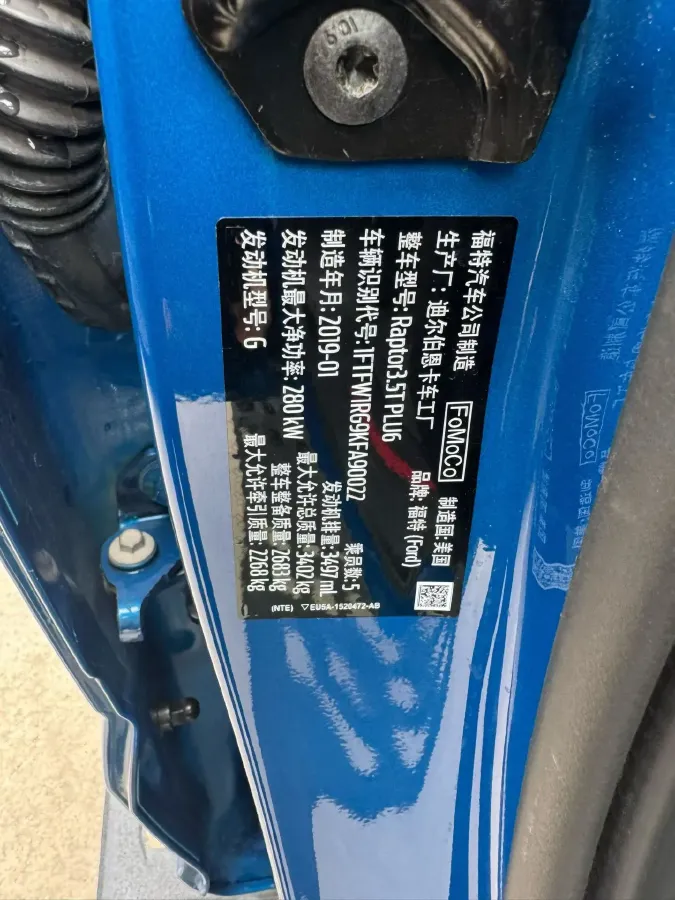 福特汽车公司制造 FoMoCo 制造国: 美国
生产厂: 迪尔伯恩卡车工厂 品牌: 福特 (Ford)
整车型号: Raptor3.5TPLU6
车辆识别代号: 1FTFW1RG9KFA90022
制造年月: 2019-01 乘员数: 5
发动机排量: 3497 ml
发动机最大净功率: 280 kW 最大允许总质量: 3402 kg
整车整备质量: 2683 kg
发动机型号: G 最大允许牵引质量: 2268 kg
(NTE) ▽EU5A-1520472-AB
10.9